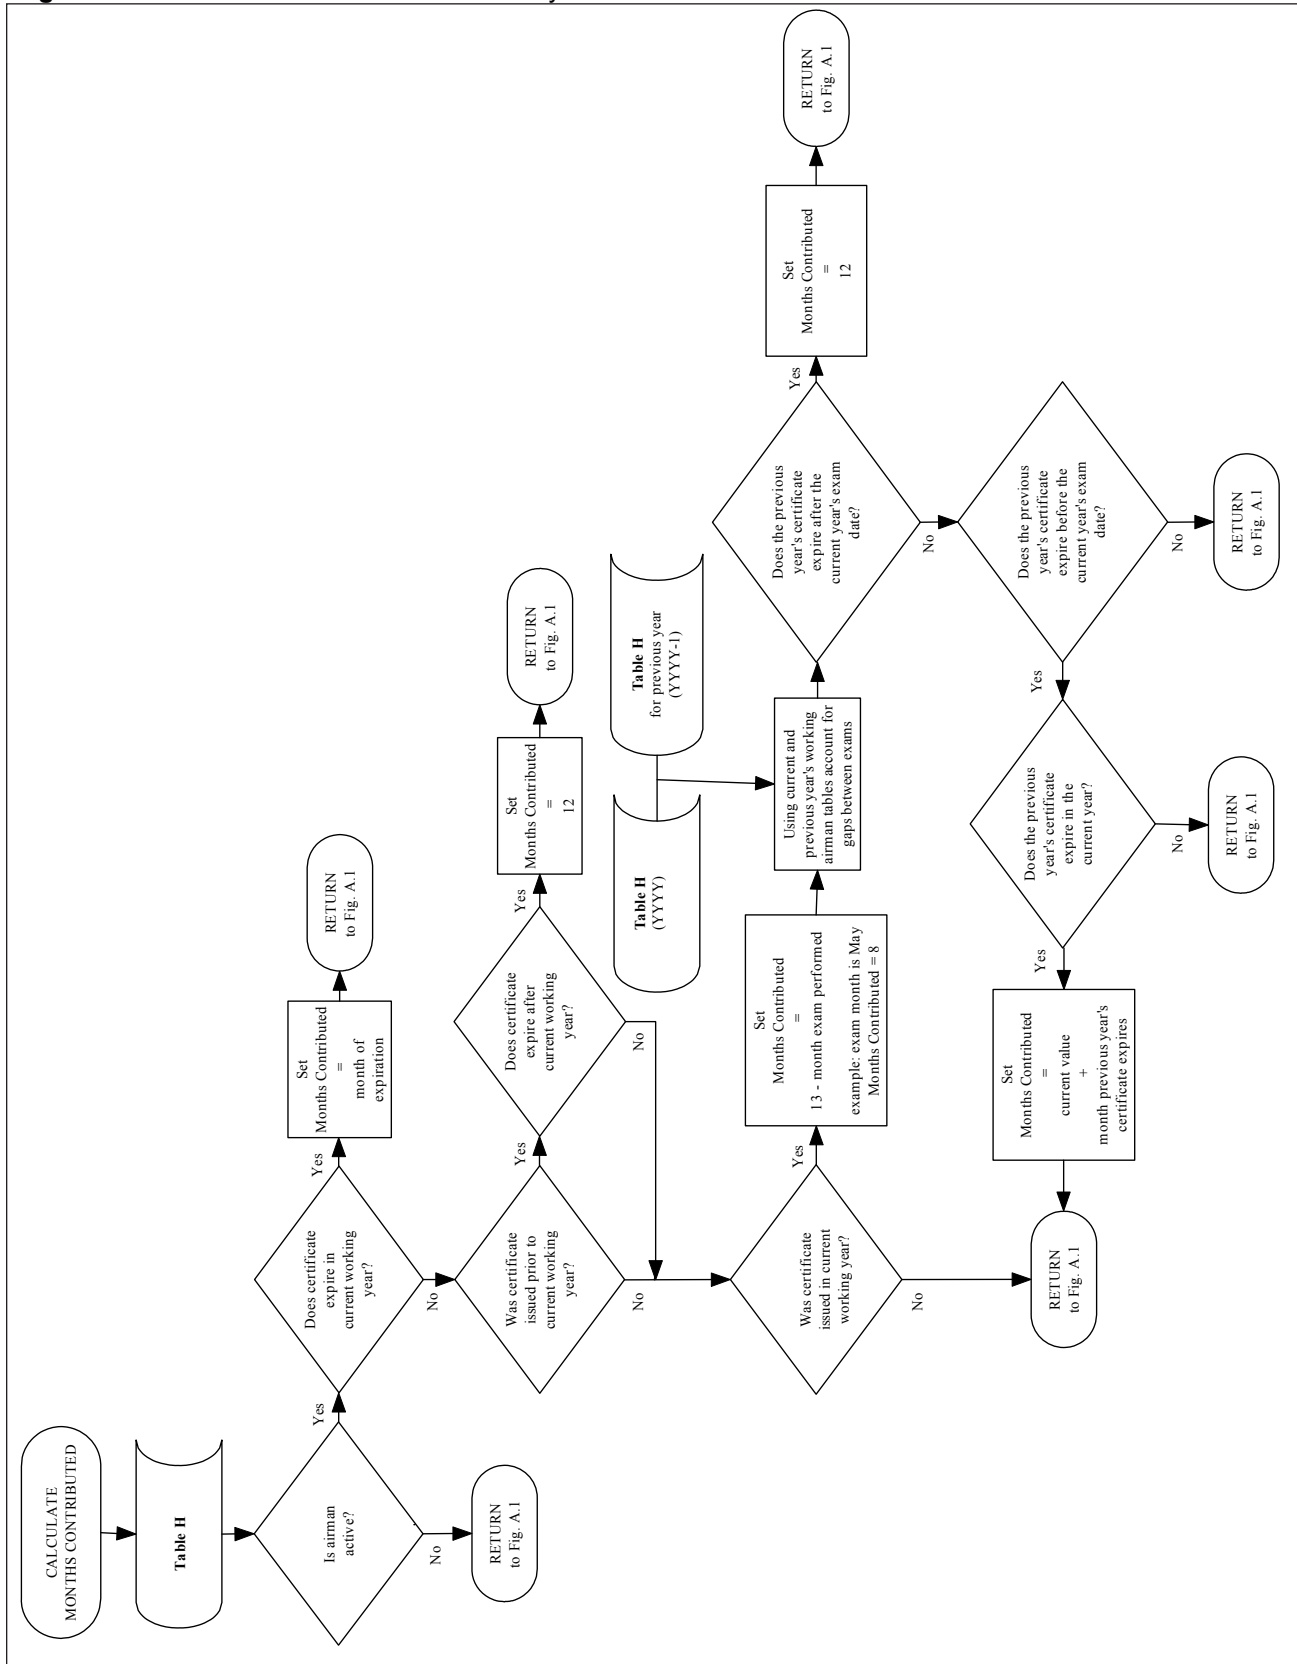 CALCULATE
MONTHS CONTRIBUTED
Table H
Is airman
active?
No
RETURN
to Fig. A.1
Yes
Does certificate
expire in
current working
year?
Yes
Set
Months Contributed
=
month of
expiration
RETURN
to Fig. A.1
No
Was certificate
issued prior to
current working
year?
Yes
Does certificate
expire after
current working
year?
Yes
Set
Months Contributed
=
12
RETURN
to Fig. A.1
No
No
Was certificate
issued in current
working year?
No
Yes
Set
Months Contributed
=
13 - month exam performed
example: exam month is May
Months Contributed = 8
Table H
(YYYY)
Table H
for previous year
(YYYY-1)
Using current and
previous year's working
airman tables account for
gaps between exams
Does the previous
year's certificate
expire after the
current year's exam
date?
Yes
Set
Months Contributed
=
12
RETURN
to Fig. A.1
No
Does the previous
year's certificate
expire before the
current year's exam
date?
No
RETURN
to Fig. A.1
Yes
Does the previous
year's certificate
expire in the
current year?
No
RETURN
to Fig. A.1
Yes
Set
Months Contributed
=
current value
+
month previous year's
certificate expires
RETURN
to Fig. A.1